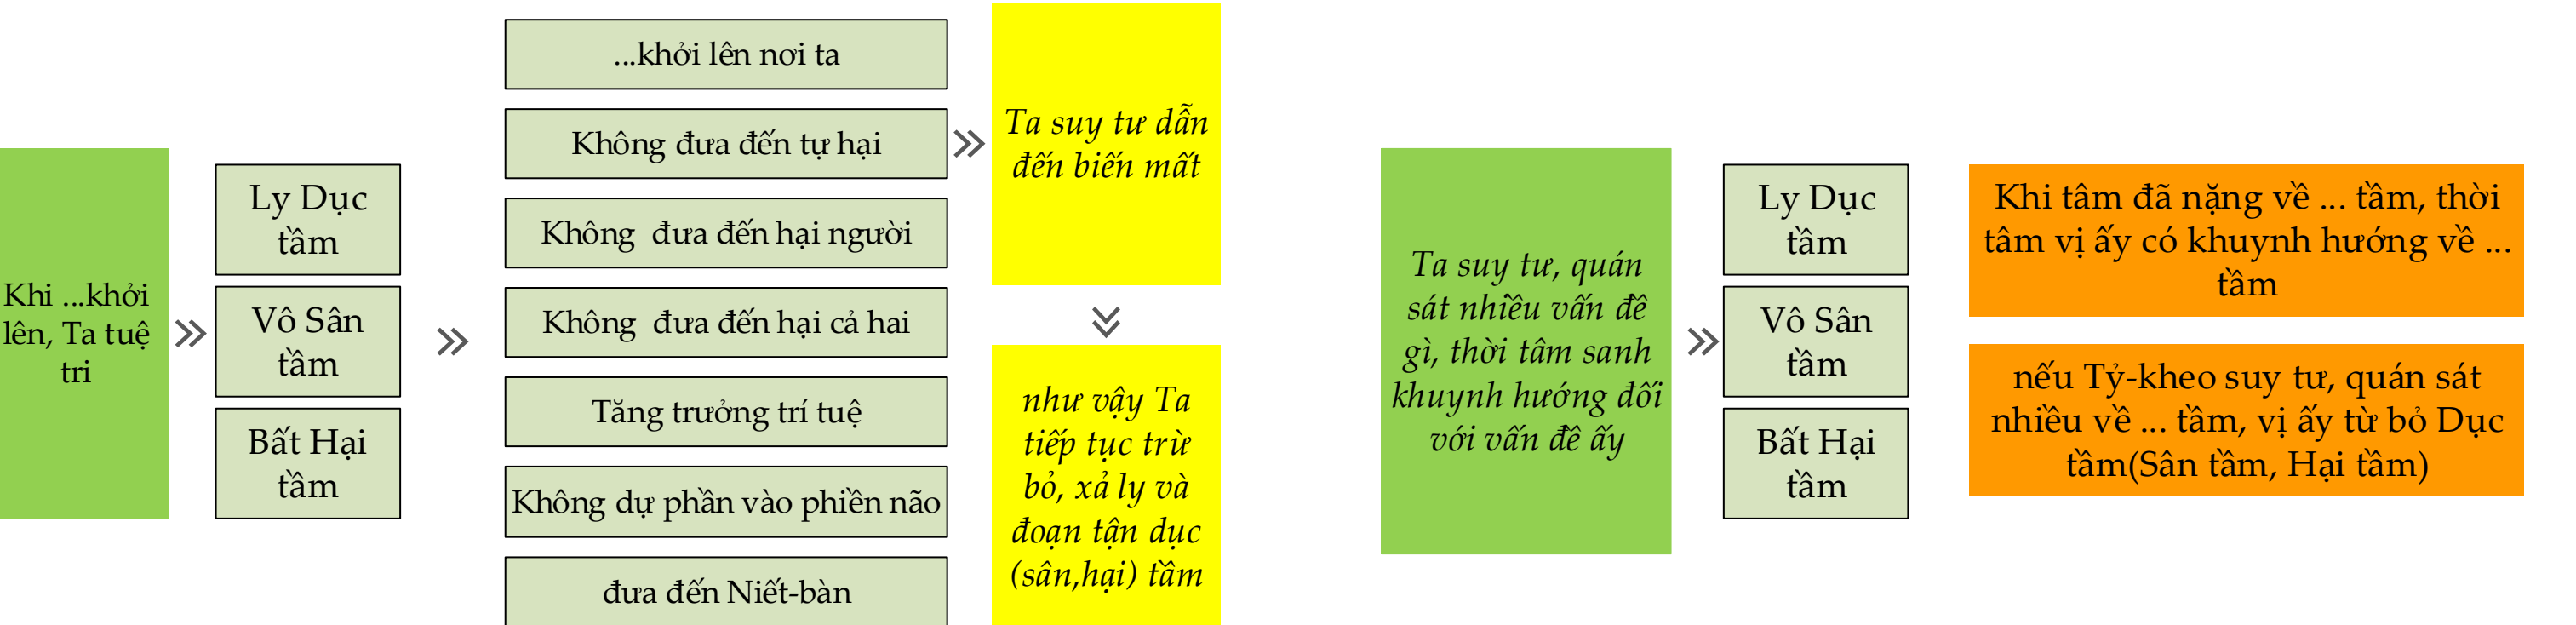 Khi ...khởi
lên, Ta tuệ
tri
Ly Dục
tầm
Vô Sân
tầm
Bất Hại
tầm
...khởi lên nơi ta
Không đưa đến tự hại
Không đưa đến hại người
Không đưa đến hại cả hai
Tăng trưởng trí tuệ
Không dự phần vào phiền não
đưa đến Niết-bàn
Ta suy tư dẫn
đến biến mất
như vậy Ta
tiếp tục trừ
bỏ, xả ly và
đoạn tận dục
(sân,hại) tầm
Ta suy tư, quán
sát nhiều vấn đề
gì, thời tâm sanh
khuynh hướng đối
với vấn đề ấy
Ly Dục
tầm
Vô Sân
tầm
Bất Hại
tầm
Khi tâm đã nặng về ... tầm, thời
tâm vị ấy có khuynh hướng về ...
tầm
nếu Tỷ-kheo suy tư, quán sát
nhiều về ... tầm, vị ấy từ bỏ Dục
tầm(Sân tầm, Hại tầm)